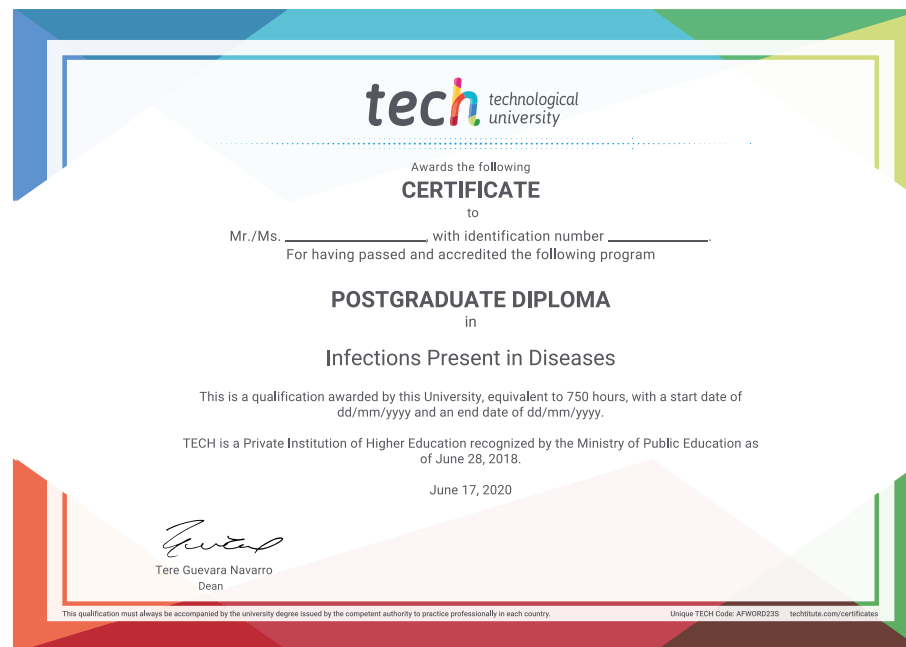 tech technological
university
Awards the following
CERTIFICATE
to
Mr./Ms. ____________, with identification number ____________.
For having passed and accredited the following program
POSTGRADUATE DIPLOMA
in
Infections Present in Diseases
This is a qualification awarded by this University, equivalent to 750 hours, with a start date of
dd/mm/yyyy and an end date of dd/mm/yyyy.
TECH is a Private Institution of Higher Education recognized by the Ministry of Public Education as
of June 28, 2018.
June 17, 2020
Tere Guevara Navarro
Dean
This qualification must always be accompanied by the university degree issued by the competent authority to practice professionally in each country.
Unique TECH Code: AFWORD23S techtitute.com/certificates